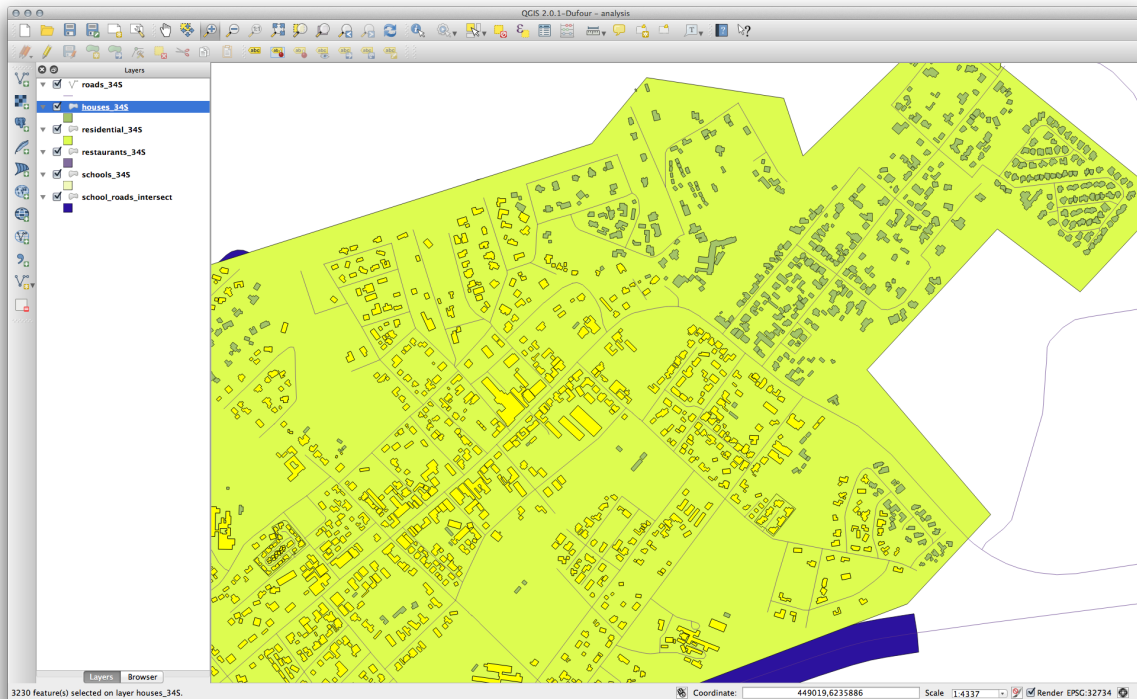 QGIS 2.0.1-Dufour - analysis
Layers
roads_34S
houses_34S
residential_34S
restaurants_34S
schools_34S
school_roads_intersect
Layers Browser
3230 feature(s) selected on layer houses_34S.
Coordinate: 449019,6235886 Scale 1:4337 Render EPSG:32734